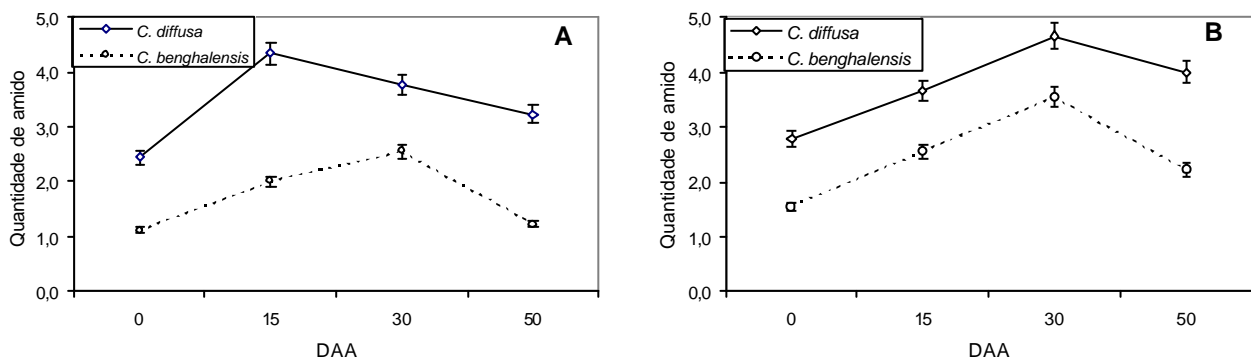 5,0
4,0
3,0
2,0
1,0
0,0
Quantidade de amido
C. diffusa
C. benghalensis
A
0 15 30 50
DAA
5,0
4,0
3,0
2,0
1,0
0,0
Quantidade de amido
C. diffusa
C. benghalensis
B
0 15 30 50
DAA